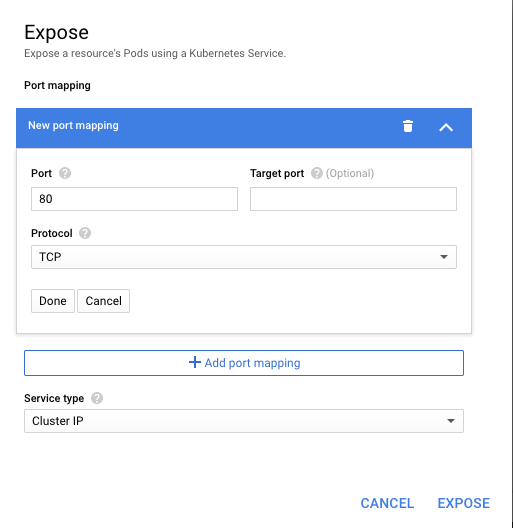 Expose
Expose a resource's Pods using a Kubernetes Service.
Port mapping
New port mapping
Port ? Target port ? (Optional)
80
Protocol ?
TCP
Done Cancel
+ Add port mapping
Service type ?
Cluster IP
CANCEL EXPOSE